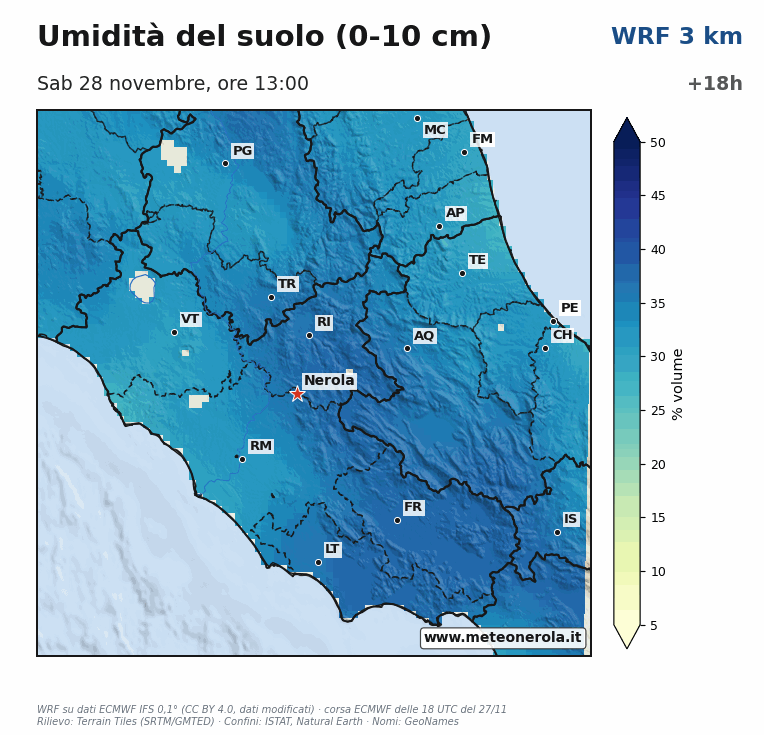 Umidità del suolo (0-10 cm)
WRF 3 km
Sab 28 novembre, ore 13:00
+18h
MC
FM
PG
AP
TE
TR
PE
VT
RI
AQ
CH
Nerola
RM
FR
IS
LT
www.meteonerola.it
50
45
40
35
30
25
20
15
10
5
% volume
WRF su dati ECMWF IFS 0,1° (CC BY 4.0, dati modificati) · corsa ECMWF delle 18 UTC del 27/11
Rilievo: Terrain Tiles (SRTM/GMTED) · Confini: ISTAT, Natural Earth · Nomi: GeoNames